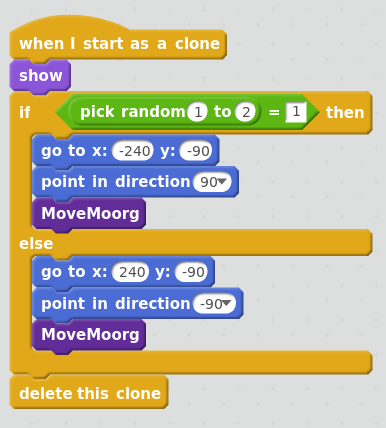 when I start as a clone
show
if pick random 1 to 2 = 1 then
go to x: -240 y: -90
point in direction 90
MoveMoorg
else
go to x: 240 y: -90
point in direction -90
MoveMoorg
delete this clone